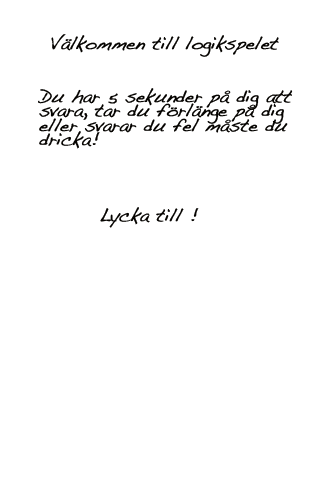 Välkommen till logikspelet
Du har 5 sekunder på dig att
svara, tar du förlänge på dig
eller svarar du fel måste du
dricka!
Lycka till !